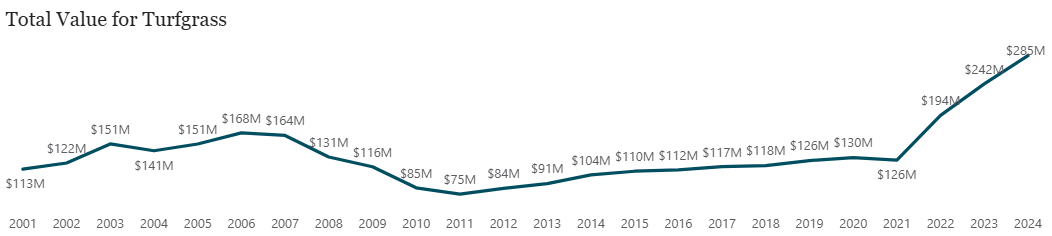 Total Value for Turfgrass
$113M $122M $151M $141M $151M $168M $164M $131M $116M $85M $75M $84M $91M $104M $110M $112M $117M $118M $126M $130M $126M $194M $242M $285M
2001 2002 2003 2004 2005 2006 2007 2008 2009 2010 2011 2012 2013 2014 2015 2016 2017 2018 2019 2020 2021 2022 2023 2024